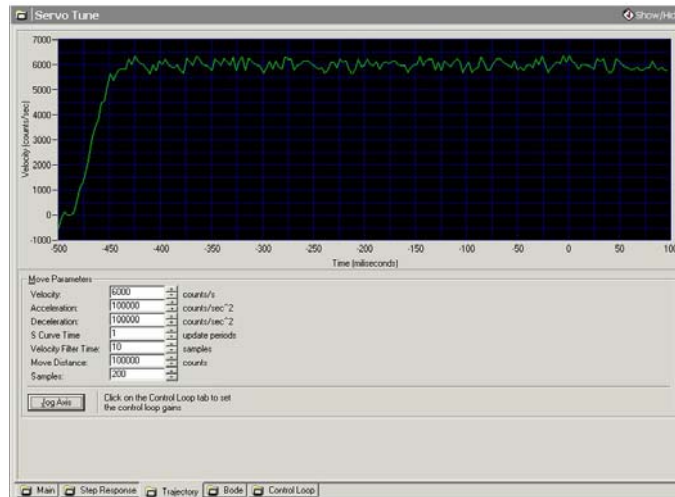 Servo Tune
Show/Hid
7000
6000
5000
4000
3000
2000
1000
0
-1000
Velocity (counts/sec)
-500 -450 -400 -350 -300 -250 -200 -150 -100 -50 0 50 100
Time (miliseconds)
Move Parameters
Velocity: 6000 counts/s
Acceleration: 100000 counts/sec^2
Deceleration: 100000 counts/sec^2
S Curve Time 1 update periods
Velocity Filter Time: 10 samples
Move Distance: 100000 counts
Samples: 200
Jog Axis
Click on the Control Loop tab to set
the control loop gains
Main Step Response Trajectory Bode Control Loop